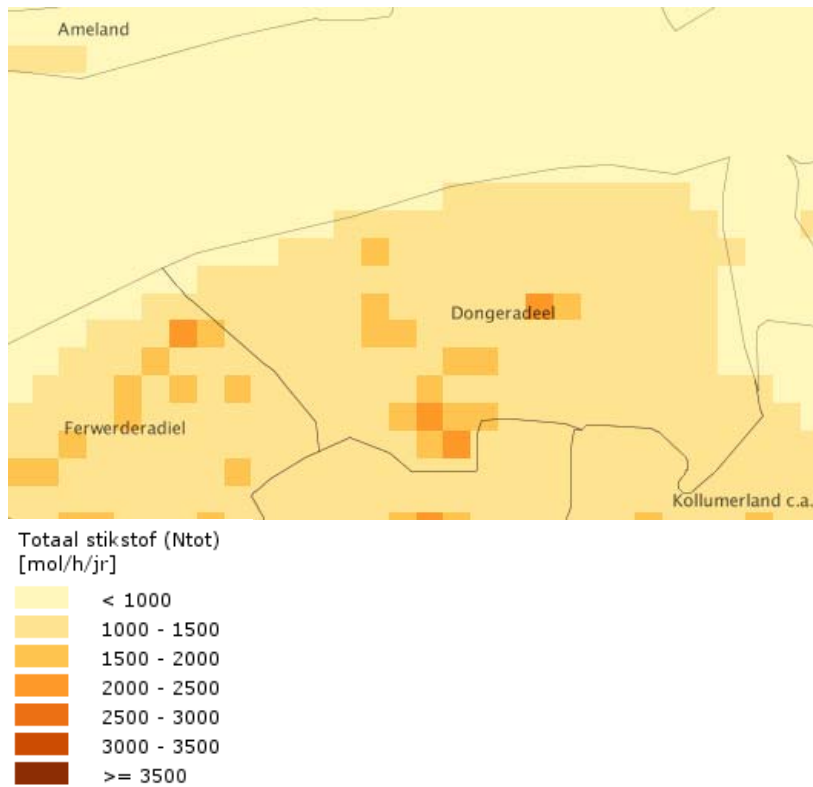 Ameland
Dongeradeel
Ferwerderadiel
Kollumerland c.a.
Totaal stikstof (Ntot)
[mol/h/jr]
< 1000
1000 - 1500
1500 - 2000
2000 - 2500
2500 - 3000
3000 - 3500
>= 3500